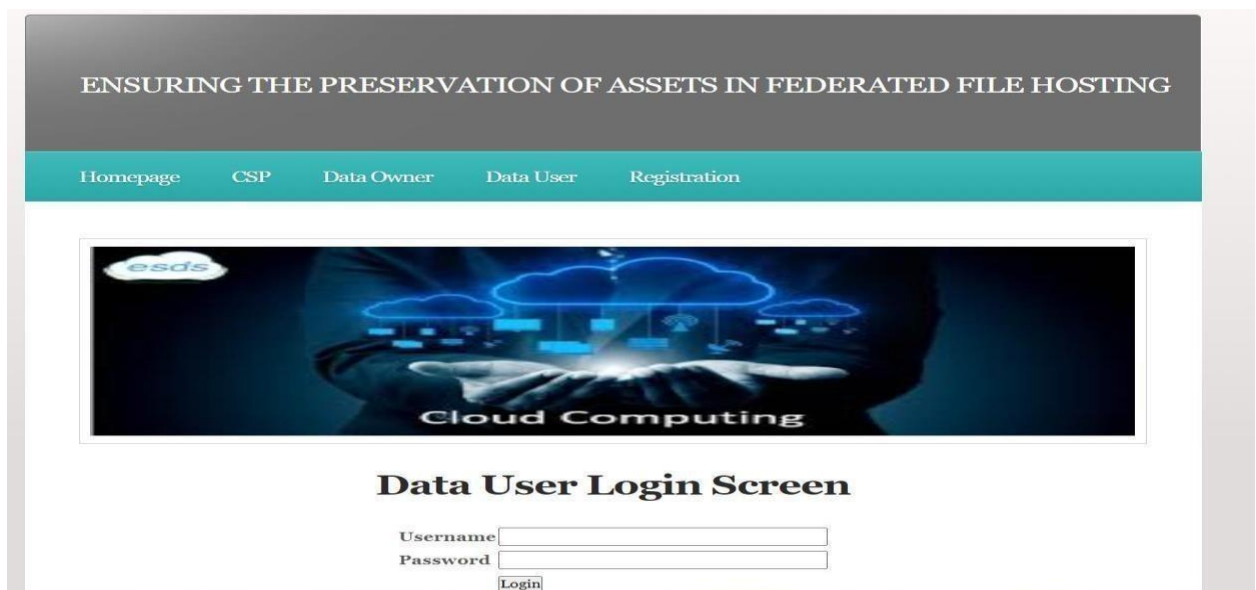 ENSURING THE PRESERVATION OF ASSETS IN FEDERATED FILE HOSTING
Homepage CSP Data Owner Data User Registration
esds
Cloud Computing
Data User Login Screen
Username
Password
Login